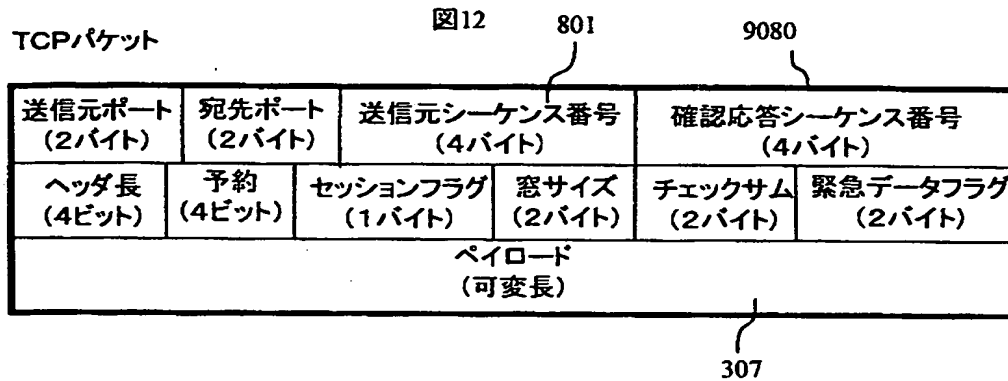 図12
TCPパケット
801
9080
送信元ポート
(2バイト)
宛先ポート
(2バイト)
送信元シーケンス番号
(4バイト)
確認応答シーケンス番号
(4バイト)
ヘッダ長
(4ビット)
予約
(4ビット)
セッションフラグ
(1バイト)
窓サイズ
(2バイト)
チェックサム
(2バイト)
緊急データフラグ
(2バイト)
ペイロード
(可変長)
307